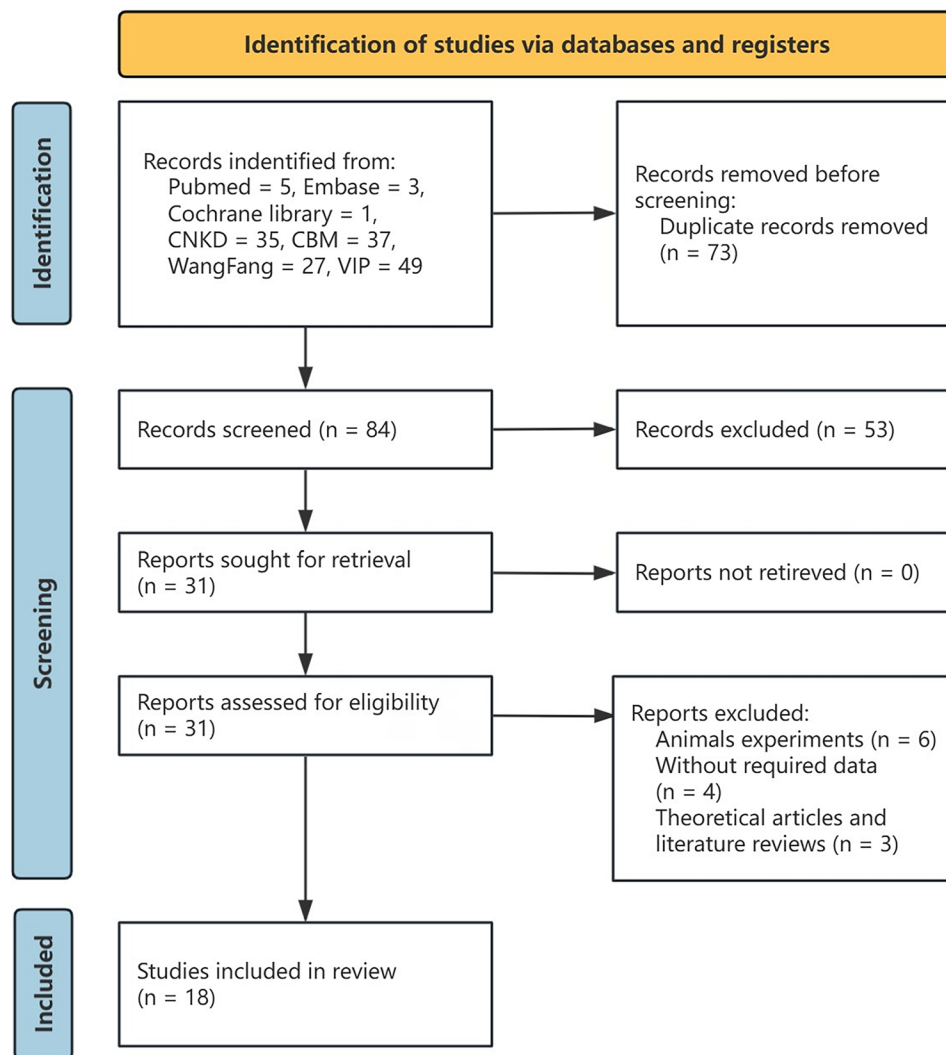 Identification of studies via databases and registers
Identification
Records indentified from:
Pubmed = 5, Embase = 3,
Cochrane library = 1,
CNKD = 35, CBM = 37,
WangFang = 27, VIP = 49
Records removed before
screening:
Duplicate records removed
(n = 73)
Screening
Records screened (n = 84)
Records excluded (n = 53)
Reports sought for retrieval
(n = 31)
Reports not retireved (n = 0)
Reports assessed for eligibility
(n = 31)
Reports excluded:
Animals experiments (n = 6)
Without required data
(n = 4)
Theoretical articles and
literature reviews (n = 3)
Included
Studies included in review
(n = 18)